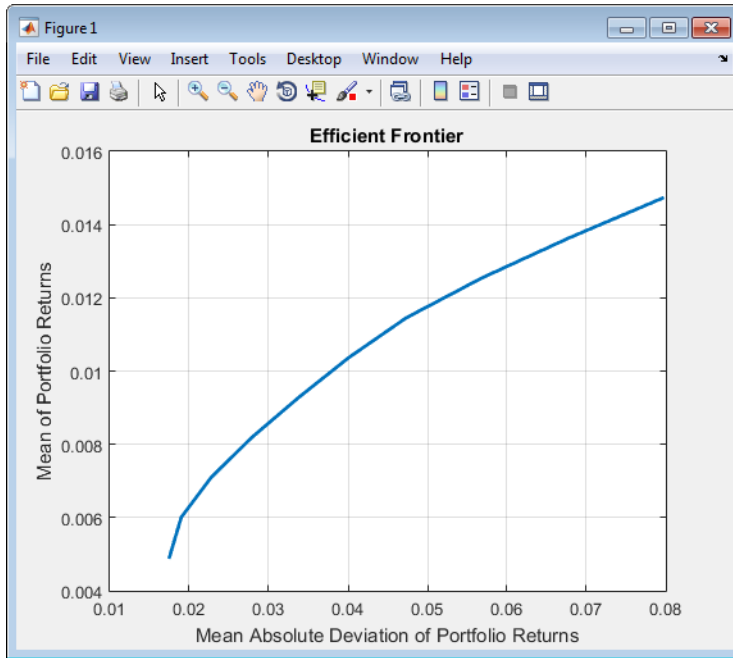 Figure 1
File Edit View Insert Tools Desktop Window Help
Efficient Frontier
0.016
0.014
0.012
0.01
0.008
0.006
0.004
Mean of Portfolio Returns
0.01 0.02 0.03 0.04 0.05 0.06 0.07 0.08
Mean Absolute Deviation of Portfolio Returns